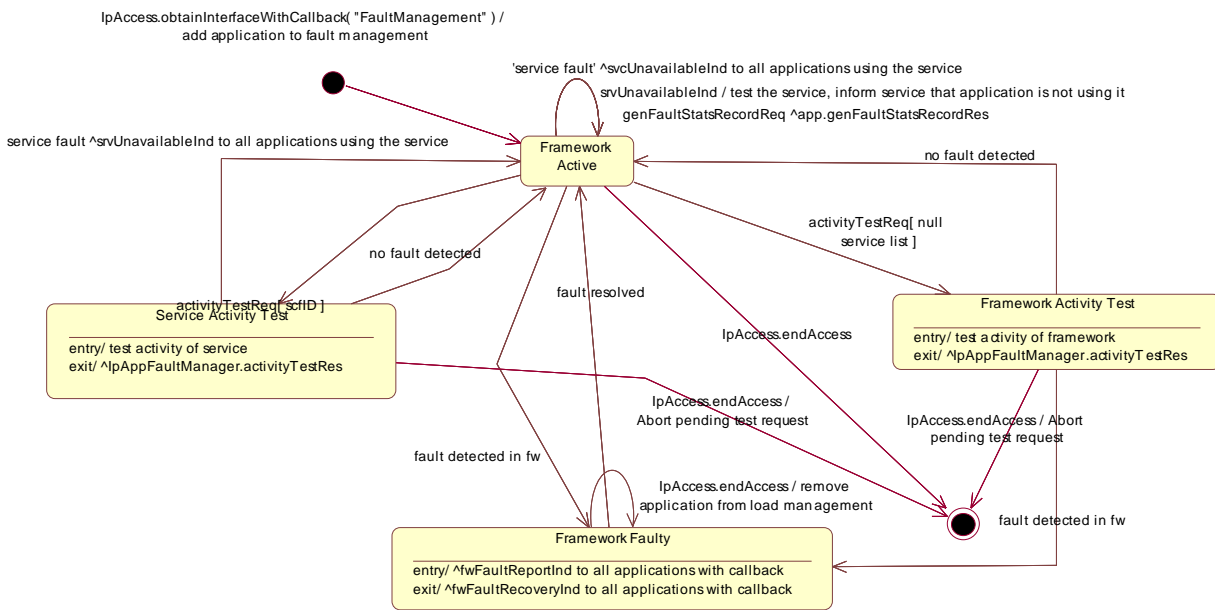 IpAccess.obtainInterfaceWithCallback( "FaultManagement" ) /
add application to fault management
'service fault' ^svcUnavailableInd to all applications using the service
srvUnavailableInd / test the service, inform service that application is not using it
genFaultStatsRecordReq ^app.genFaultStatsRecordRes
service fault ^srvUnavailableInd to all applications using the service
Framework
Active
no fault detected
activityTestReq[ null
service list ]
no fault detected
fault resolved
activityTestReq[ scfID ]
Service Activity Test
entry/ test activity of service
exit/ ^IpAppFaultManager.activityTestRes
Framework Activity Test
entry/ test activity of framework
exit/ ^IpAppFaultManager.activityTestRes
IpAccess.endAccess
IpAccess.endAccess /
Abort pending test request
IpAccess.endAccess / Abort
pending test request
fault detected in fw
IpAccess.endAccess / remove
application from load management
fault detected in fw
Framework Faulty
entry/ ^fwFaultReportInd to all applications with callback
exit/ ^fwFaultRecoveryInd to all applications with callback